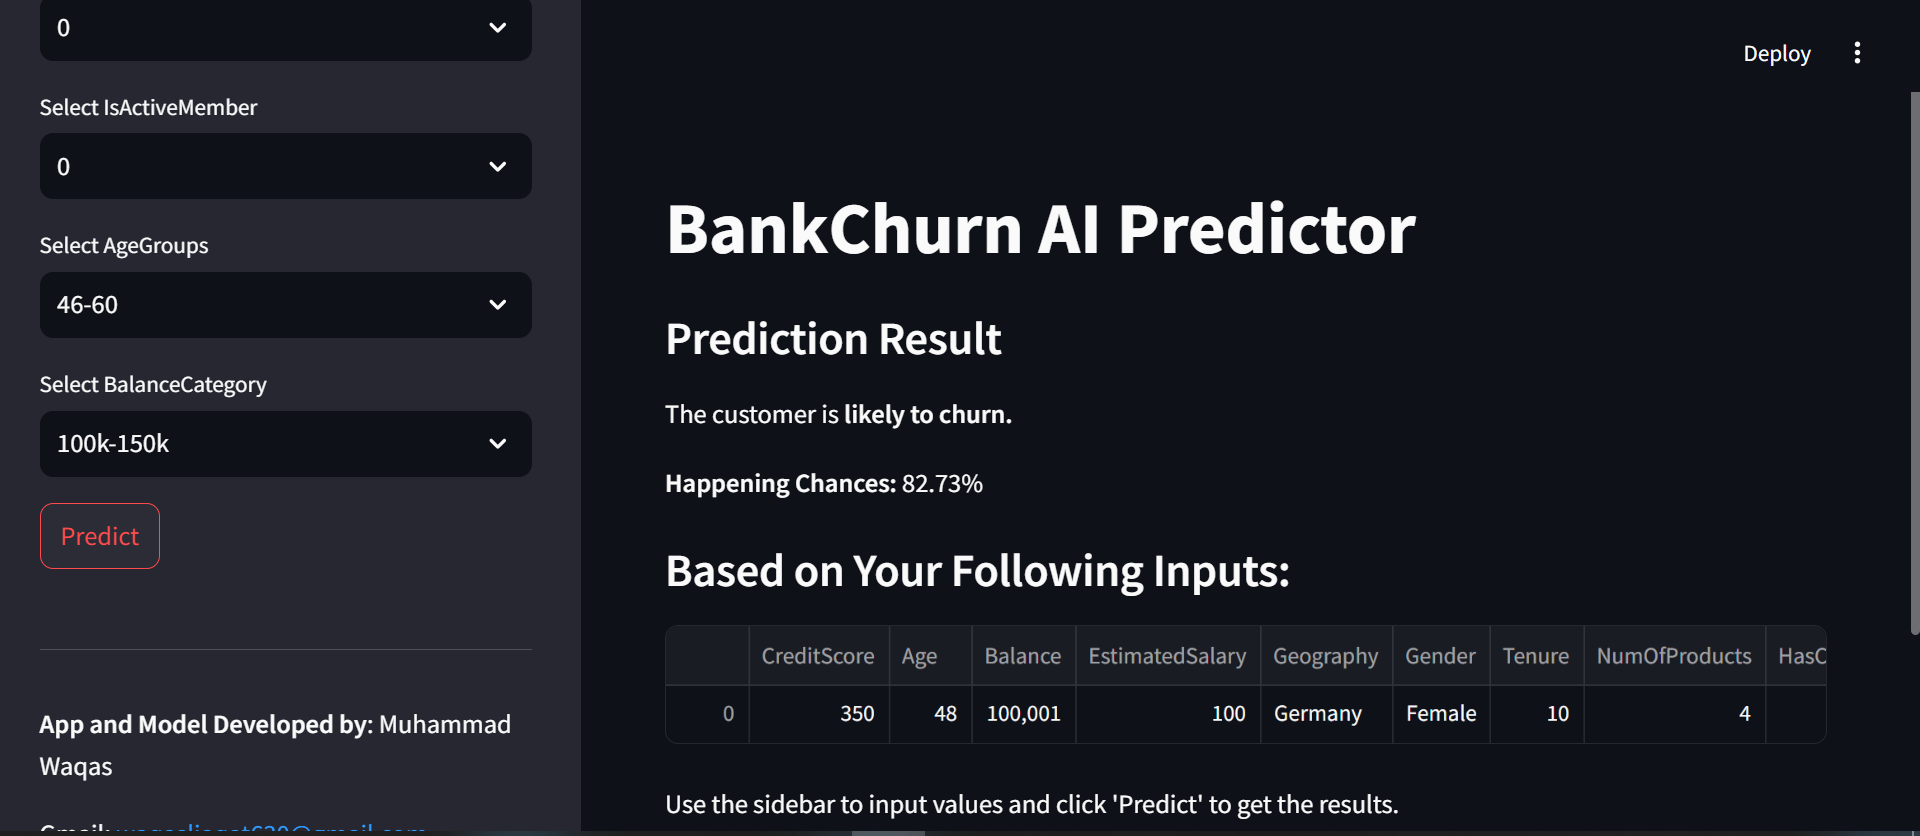 0
Select IsActiveMember
0
Select AgeGroups
46-60
Select BalanceCategory
100k-150k
Predict
App and Model Developed by: Muhammad
Waqas
Deploy
BankChurn AI Predictor
Prediction Result
The customer is likely to churn.
Happening Chances: 82.73%
Based on Your Following Inputs:
CreditScore Age Balance EstimatedSalary Geography Gender Tenure NumOfProducts HasC
0 350 48 100,001 100 Germany Female 10 4
Use the sidebar to input values and click 'Predict' to get the results.